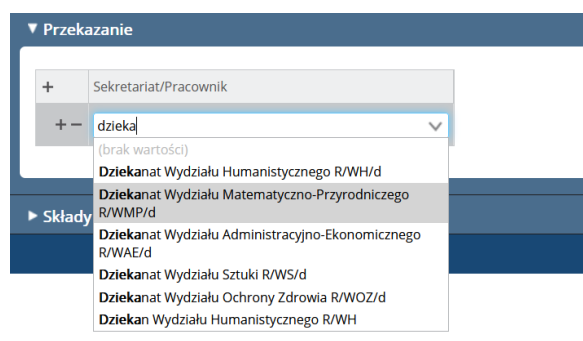 ▼ Przekazanie
+ Sekretariat/Pracownik
+ − dzieka
(brak wartości)
Dziekanat Wydziału Humanistycznego R/WH/d
Dziekanat Wydziału Matematyczno-Przyrodniczego
R/WMP/d
Dziekanat Wydziału Administracyjno-Ekonomicznego
R/WAE/d
Dziekanat Wydziału Sztuki R/WS/d
Dziekanat Wydziału Ochrony Zdrowia R/WOZ/d
Dziekan Wydziału Humanistycznego R/WH
► Składy